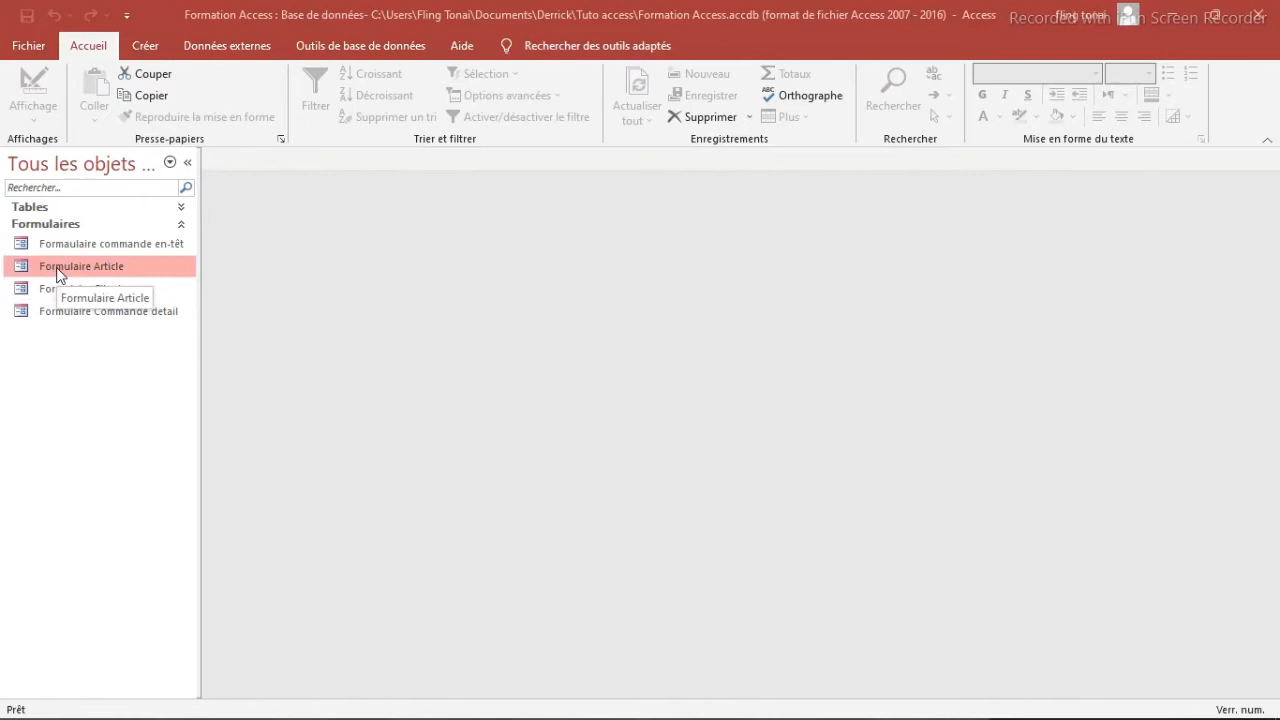 Formation Access : Base de données- C:\Users\Fling Tonai\Documents\Derrick\Tuto access\Formation Access.accdb (format de fichier Access 2007 - 2016) - Access
fling tonai
Recorded with iTop Screen Recorder
Fichier Accueil Créer Données externes Outils de base de données Aide Rechercher des outils adaptés
Couper Croissant Sélection Nouveau Totaux
Copier Décroissant Options avancées Enregistrer Orthographe
Affichage Coller Reproduire la mise en forme Filtrer Supprimer un tri Activer/désactiver le filtre Actualiser tout Supprimer Plus Rechercher
G I S
A
Affichages Presse-papiers Trier et filtrer Enregistrements Rechercher Mise en forme du texte
Tous les objets ...
Rechercher...
Tables
Formulaires
Formaulaire commande en-têt
Formulaire Article
Formulaire Article
Formulaire Commande detail
Prêt
Verr. num.